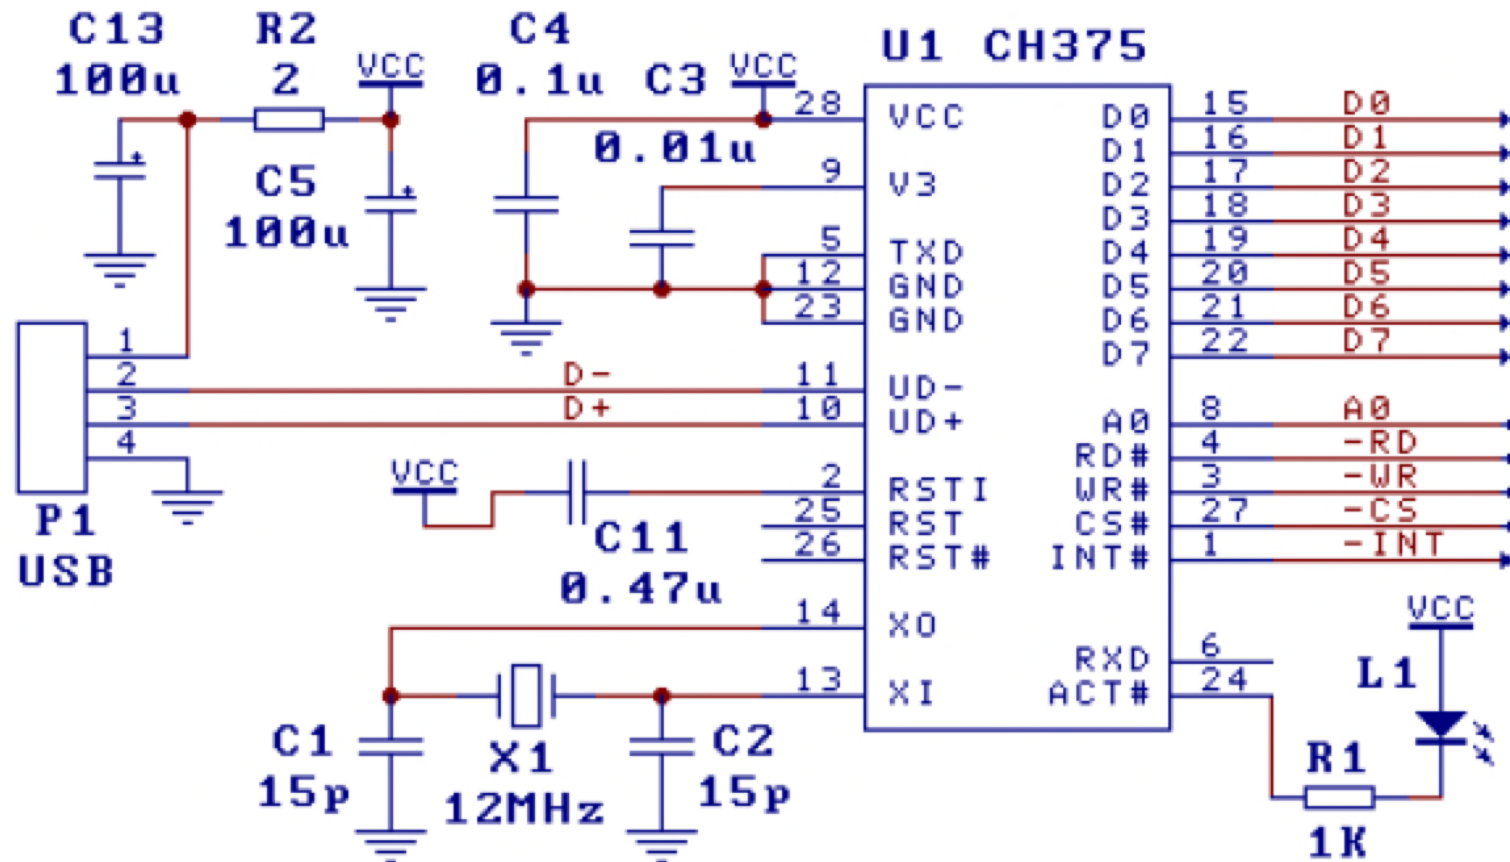 C13
100u
R2
2
VCC
C4
0.1u
C3
0.01u
VCC
U1 CH375
C5
100u
28 VCC
9 V3
5 TXD
12 GND
23 GND
11 UD-
10 UD+
2 RSTI
25 RST
26 RST#
14 XO
13 XI
D0 15 D0
D1 16 D1
D2 17 D2
D3 18 D3
D4 19 D4
D5 20 D5
D6 21 D6
D7 22 D7
A0 8 A0
RD# 4 -RD
WR# 3 -WR
CS# 27 -CS
INT# 1 -INT
RXD 6
ACT# 24
1
2
3
4
P1
USB
D-
D+
VCC
C11
0.47u
C1
15p
X1
12MHz
C2
15p
VCC
L1
R1
1K